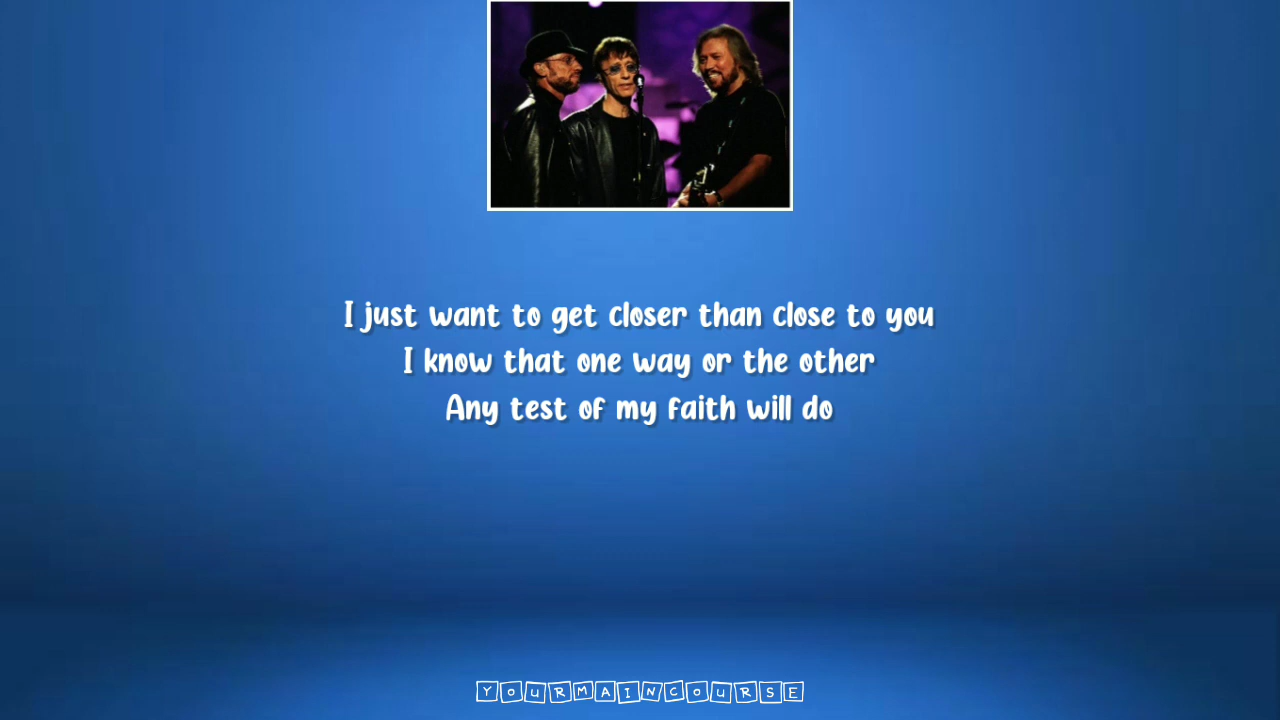 I just want to get closer than close to you
I know that one way or the other
Any test of my faith will do
YOURMAINCOURSE